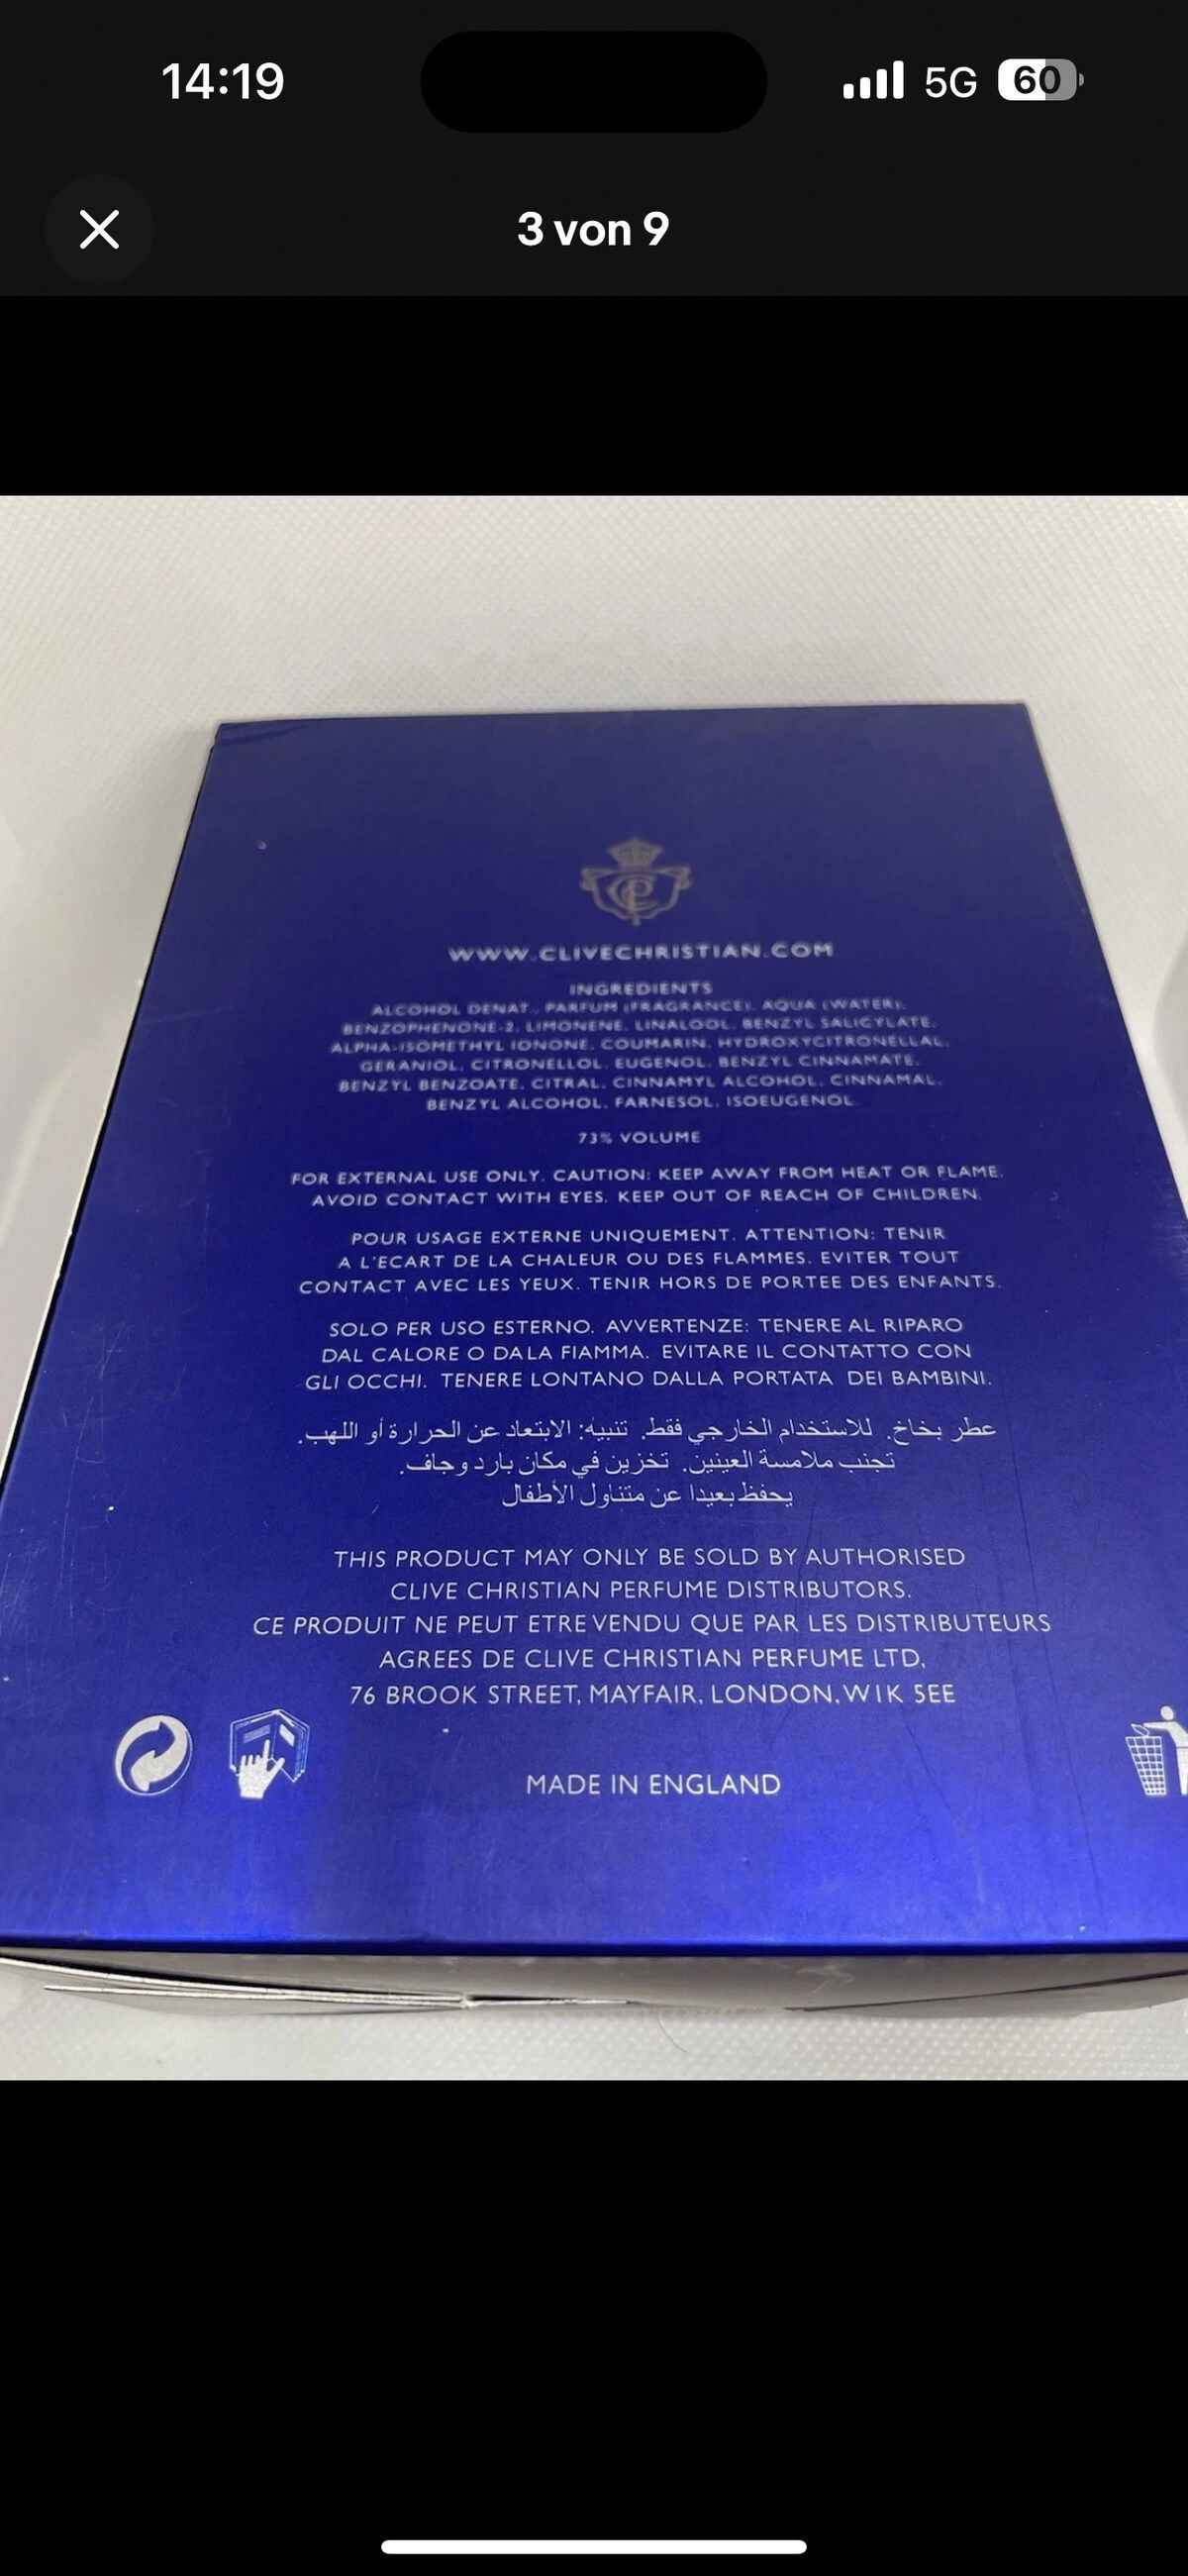 14:19
5G 60
3 von 9
WWW.CLIVECHRISTIAN.COM
INGREDIENTS
ALCOHOL DENAT., PARFUM (FRAGRANCE), AQUA (WATER),
BENZOPHENONE-2, LIMONENE, LINALOOL, BENZYL SALICYLATE,
ALPHA-ISOMETHYL IONONE, COUMARIN, HYDROXYCITRONELLAL,
GERANIOL, CITRONELLOL, EUGENOL, BENZYL CINNAMATE,
BENZYL BENZOATE, CITRAL, CINNAMYL ALCOHOL, CINNAMAL,
BENZYL ALCOHOL, FARNESOL, ISOEUGENOL
73% VOLUME
FOR EXTERNAL USE ONLY. CAUTION: KEEP AWAY FROM HEAT OR FLAME.
AVOID CONTACT WITH EYES. KEEP OUT OF REACH OF CHILDREN.
POUR USAGE EXTERNE UNIQUEMENT. ATTENTION: TENIR
A L'ECART DE LA CHALEUR OU DES FLAMMES. EVITER TOUT
CONTACT AVEC LES YEUX. TENIR HORS DE PORTEE DES ENFANTS.
SOLO PER USO ESTERNO. AVVERTENZE: TENERE AL RIPARO
DAL CALORE O DALA FIAMMA. EVITARE IL CONTATTO CON
GLI OCCHI. TENERE LONTANO DALLA PORTATA DEI BAMBINI.
عطر بخاخ. للاستخدام الخارجي فقط. تنبيه: الابتعاد عن الحرارة أو اللهب.
تجنب ملامسة العينين. تخزين في مكان بارد وجاف.
يحفظ بعيدا عن متناول الأطفال
THIS PRODUCT MAY ONLY BE SOLD BY AUTHORISED
CLIVE CHRISTIAN PERFUME DISTRIBUTORS.
CE PRODUIT NE PEUT ETRE VENDU QUE PAR LES DISTRIBUTEURS
AGREES DE CLIVE CHRISTIAN PERFUME LTD,
76 BROOK STREET, MAYFAIR, LONDON, W1K 5EE
MADE IN ENGLAND